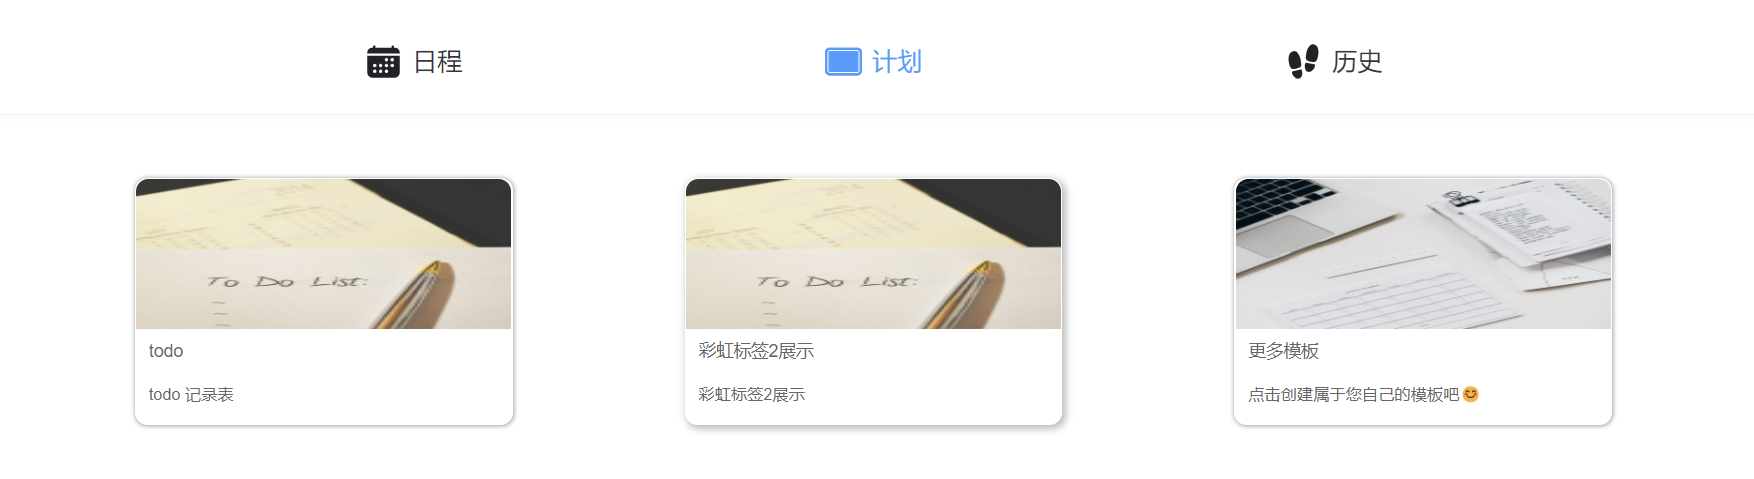 日程
计划
历史
2014
To Do List:
2014
To Do List:
todo
todo 记录表
彩虹标签2展示
彩虹标签2展示
更多模板
点击创建属于您自己的模板吧😊